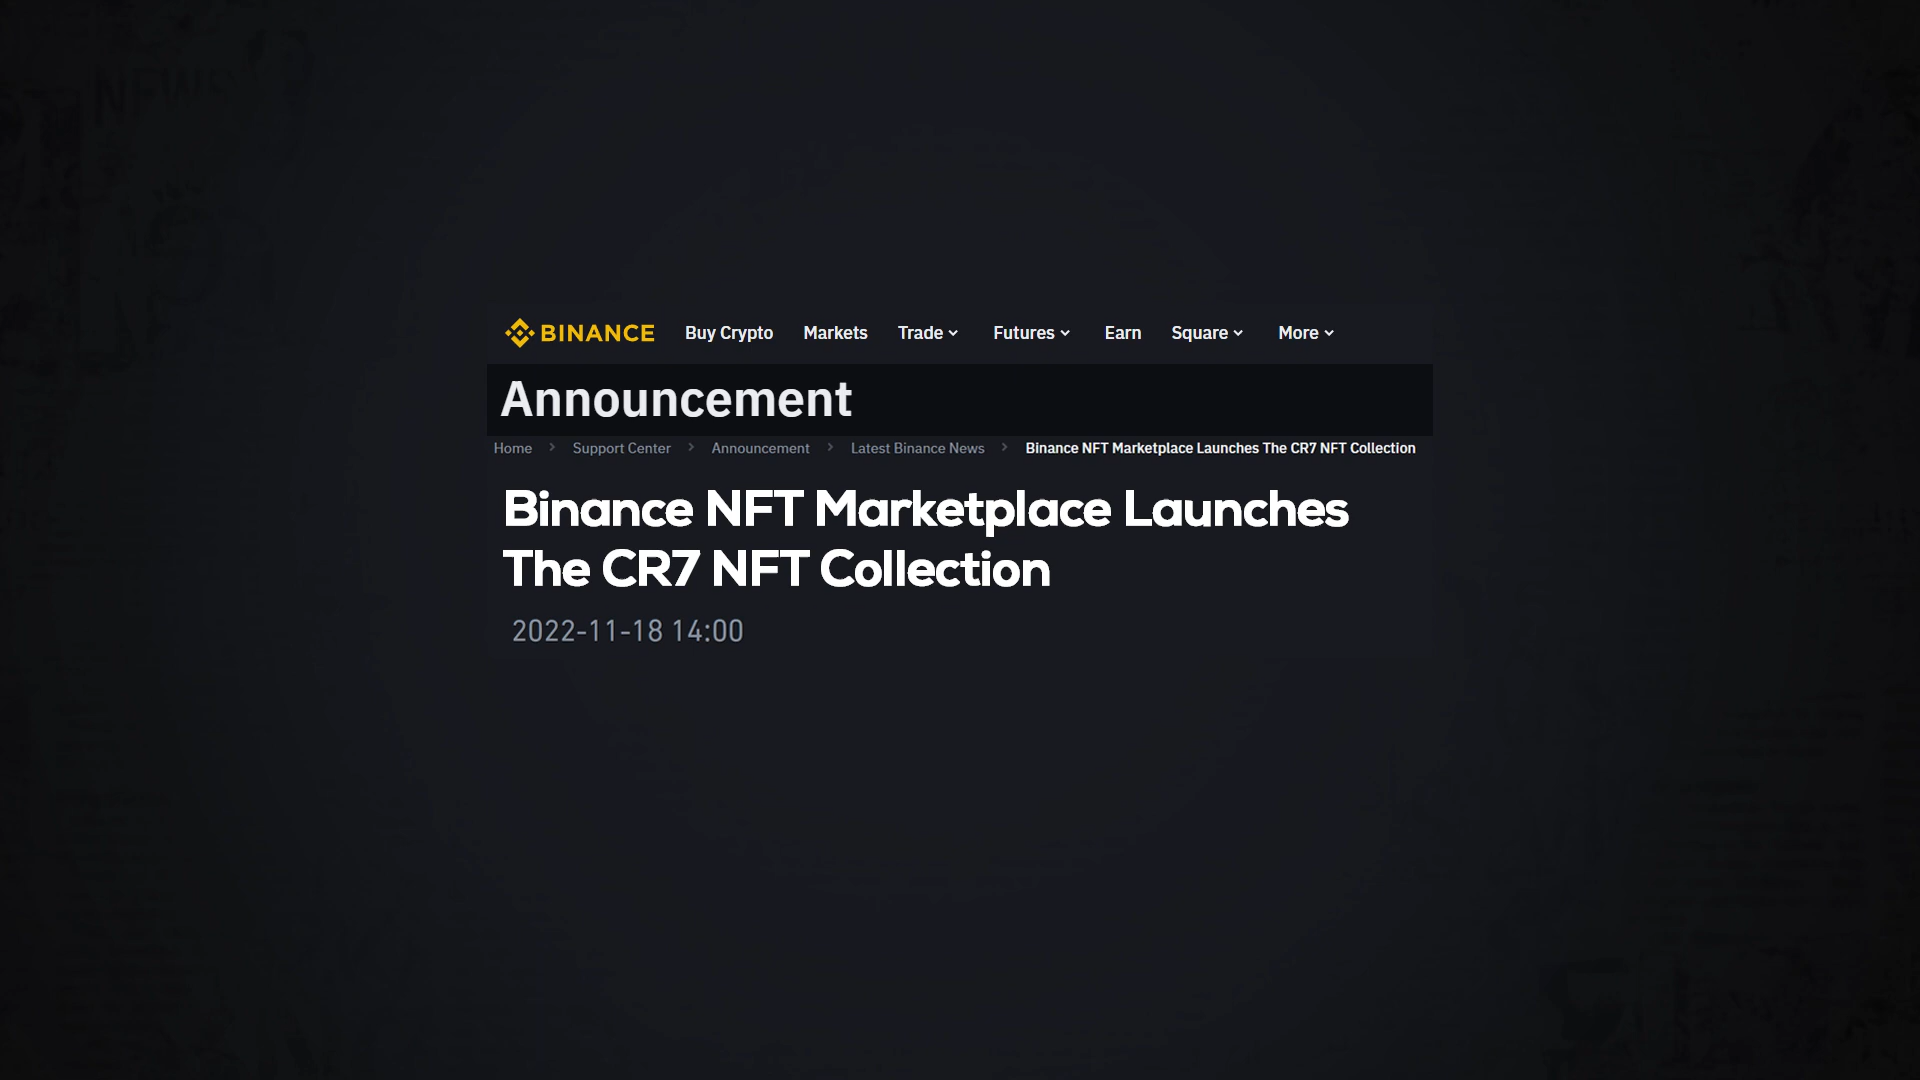 BINANCE Buy Crypto Markets Trade Futures Earn Square More
Announcement
Home > Support Center > Announcement > Latest Binance News > Binance NFT Marketplace Launches The CR7 NFT Collection
Binance NFT Marketplace Launches
The CR7 NFT Collection
2022-11-18 14:00